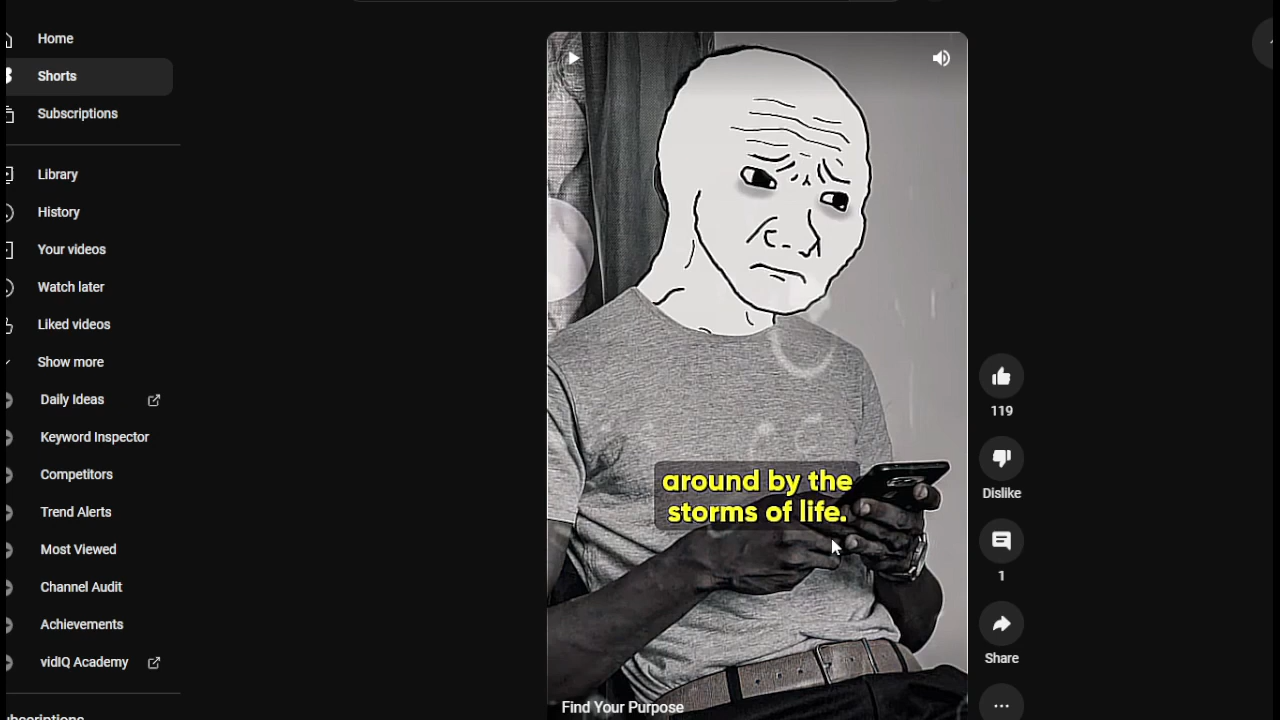 Home
Shorts
Subscriptions
Library
History
Your videos
Watch later
Liked videos
Show more
Daily Ideas
Keyword Inspector
Competitors
Trend Alerts
Most Viewed
Channel Audit
Achievements
vidIQ Academy
around by the
storms of life.
Find Your Purpose
119
Dislike
1
Share